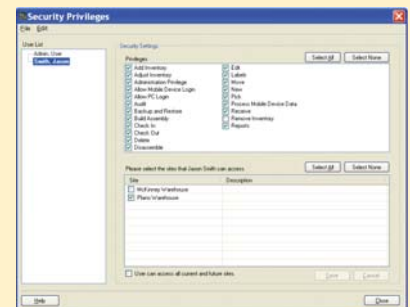 Security Privileges
File Edit
User List
Admin, User
Smith, Jason
Security Settings
Privileges
Select All Select None
Add Inventory
Adjust Inventory
Administration Privilege
Allow Mobile Device Login
Allow PC Login
Audit
Backup and Restore
Build Assembly
Check In
Check Out
Delete
Disassemble
Edit
Labels
Move
New
Pick
Process Mobile Device Data
Receive
Remove Inventory
Reports
Please select the sites that Jason Smith can access
Select All Select None
Site Description
McKinney Warehouse
Plano Warehouse
User can access all current and future sites.
Save Cancel
Help Close